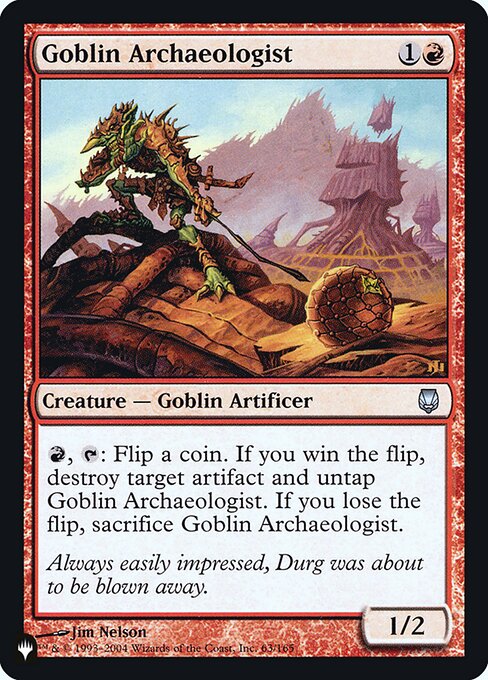 Goblin Archaeologist 1
Creature — Goblin Artificer
, : Flip a coin. If you win the flip,
destroy target artifact and untap
Goblin Archaeologist. If you lose the
flip, sacrifice Goblin Archaeologist.
Always easily impressed, Durg was about
to be blown away.
Jim Nelson
™ & © 1993–2004 Wizards of the Coast, Inc. 63/165
1/2